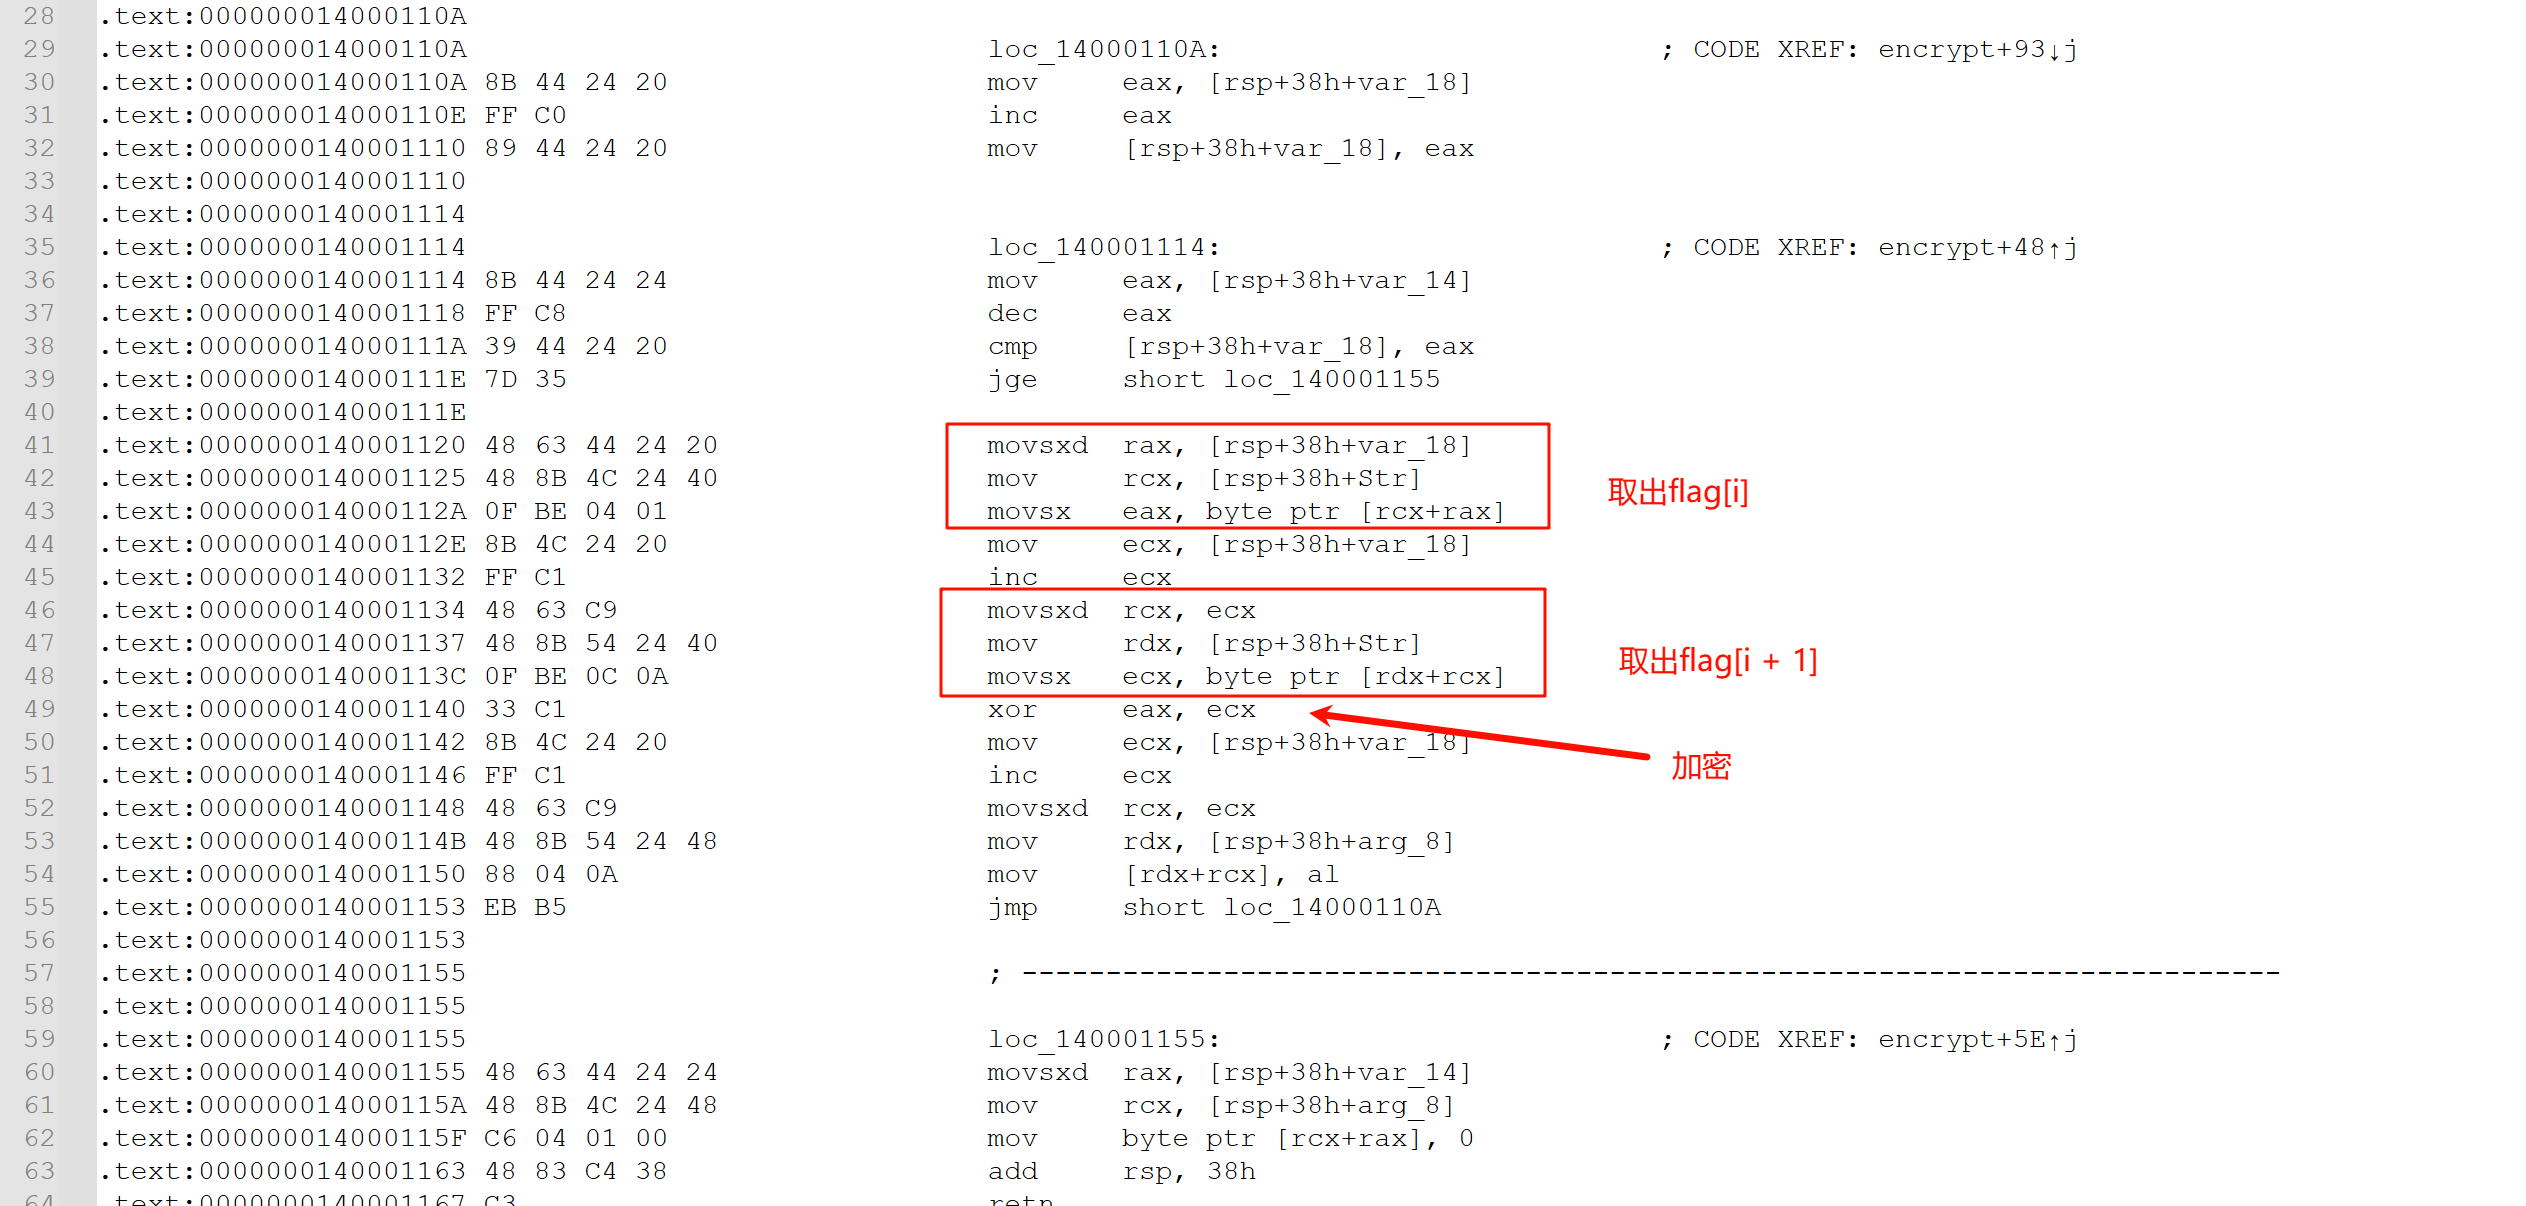 28 .text:000000014000110A
29 .text:000000014000110A loc_14000110A: ; CODE XREF: encrypt+93↓j
30 .text:000000014000110A 8B 44 24 20 mov eax, [rsp+38h+var_18]
31 .text:000000014000110E FF C0 inc eax
32 .text:0000000140001110 89 44 24 20 mov [rsp+38h+var_18], eax
33 .text:0000000140001110
34 .text:0000000140001114
35 .text:0000000140001114 loc_140001114: ; CODE XREF: encrypt+48↑j
36 .text:0000000140001114 8B 44 24 24 mov eax, [rsp+38h+var_14]
37 .text:0000000140001118 FF C8 dec eax
38 .text:000000014000111A 39 44 24 20 cmp [rsp+38h+var_18], eax
39 .text:000000014000111E 7D 35 jge short loc_140001155
40 .text:000000014000111E
41 .text:0000000140001120 48 63 44 24 20 movsxd rax, [rsp+38h+var_18]
42 .text:0000000140001125 48 8B 4C 24 40 mov rcx, [rsp+38h+Str]
取出flag[i]
43 .text:000000014000112A 0F BE 04 01 movsx eax, byte ptr [rcx+rax]
44 .text:000000014000112E 8B 4C 24 20 mov ecx, [rsp+38h+var_18]
45 .text:0000000140001132 FF C1 inc ecx
46 .text:0000000140001134 48 63 C9 movsxd rcx, ecx
47 .text:0000000140001137 48 8B 54 24 40 mov rdx, [rsp+38h+Str]
取出flag[i + 1]
48 .text:000000014000113C 0F BE 0C 0A movsx ecx, byte ptr [rdx+rcx]
49 .text:0000000140001140 33 C1 xor eax, ecx
50 .text:0000000140001142 8B 4C 24 20 mov ecx, [rsp+38h+var_18]
加密
51 .text:0000000140001146 FF C1 inc ecx
52 .text:0000000140001148 48 63 C9 movsxd rcx, ecx
53 .text:000000014000114B 48 8B 54 24 48 mov rdx, [rsp+38h+arg_8]
54 .text:0000000140001150 88 04 0A mov [rdx+rcx], al
55 .text:0000000140001153 EB B5 jmp short loc_14000110A
56 .text:0000000140001153
57 .text:0000000140001155 ; ---------------------------------------------------------------------------
58 .text:0000000140001155
59 .text:0000000140001155 loc_140001155: ; CODE XREF: encrypt+5E↑j
60 .text:0000000140001155 48 63 44 24 24 movsxd rax, [rsp+38h+var_14]
61 .text:000000014000115A 48 8B 4C 24 48 mov rcx, [rsp+38h+arg_8]
62 .text:000000014000115F C6 04 01 00 mov byte ptr [rcx+rax], 0
63 .text:0000000140001163 48 83 C4 38 add rsp, 38h
64 .text:0000000140001167 C3 retn